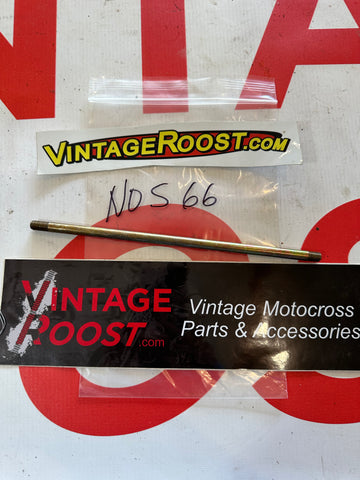 VINTAGEROOST.COM
NOS 66
VINTAGE
ROOST.com
Vintage Motocross
Parts & Accessories